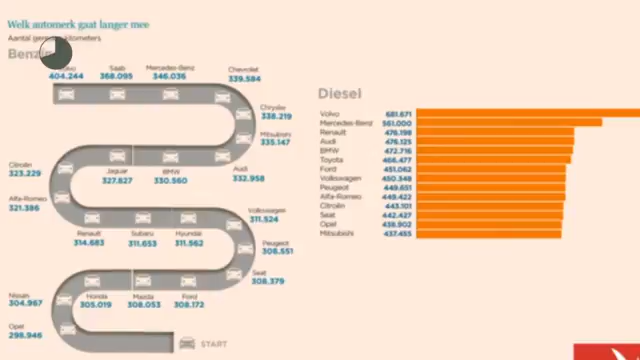 Welk automerk gaat langer mee
Aantal kilometers
Benzine
Volvo 404.244
Saab 368.095
Mercedes-Benz 346.036
Chevrolet 339.584
Chrysler 338.219
Mitsubishi 335.147
Audi 332.958
BMW 330.560
Jaguar 327.627
Citroën 323.229
Alfa-Romeo 321.386
Renault 314.683
Subaru 311.653
Hyundai 311.562
Volkswagen 311.524
Peugeot 308.551
Seat 308.379
Ford 308.172
Mazda 308.053
Honda 305.019
Nissan 304.967
Opel 298.946
START
Diesel
Volvo 681.671
Mercedes-Benz 561.000
Renault 476.198
Audi 476.125
BMW 472.716
Toyota 466.477
Ford 451.062
Volkswagen 450.348
Peugeot 449.651
Alfa-Romeo 449.422
Citroën 443.101
Seat 442.427
Opel 438.902
Mitsubishi 437.455